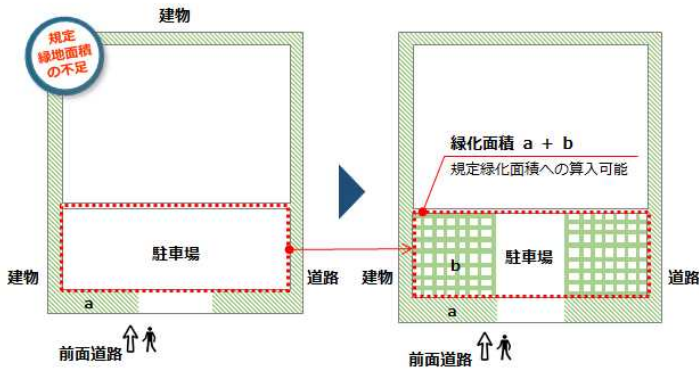 建物
規定
緑地面積
の不足
駐車場
建物
道路
a
前面道路
緑化面積 a + b
規定緑化面積への算入可能
b
駐車場
建物
道路
a
前面道路